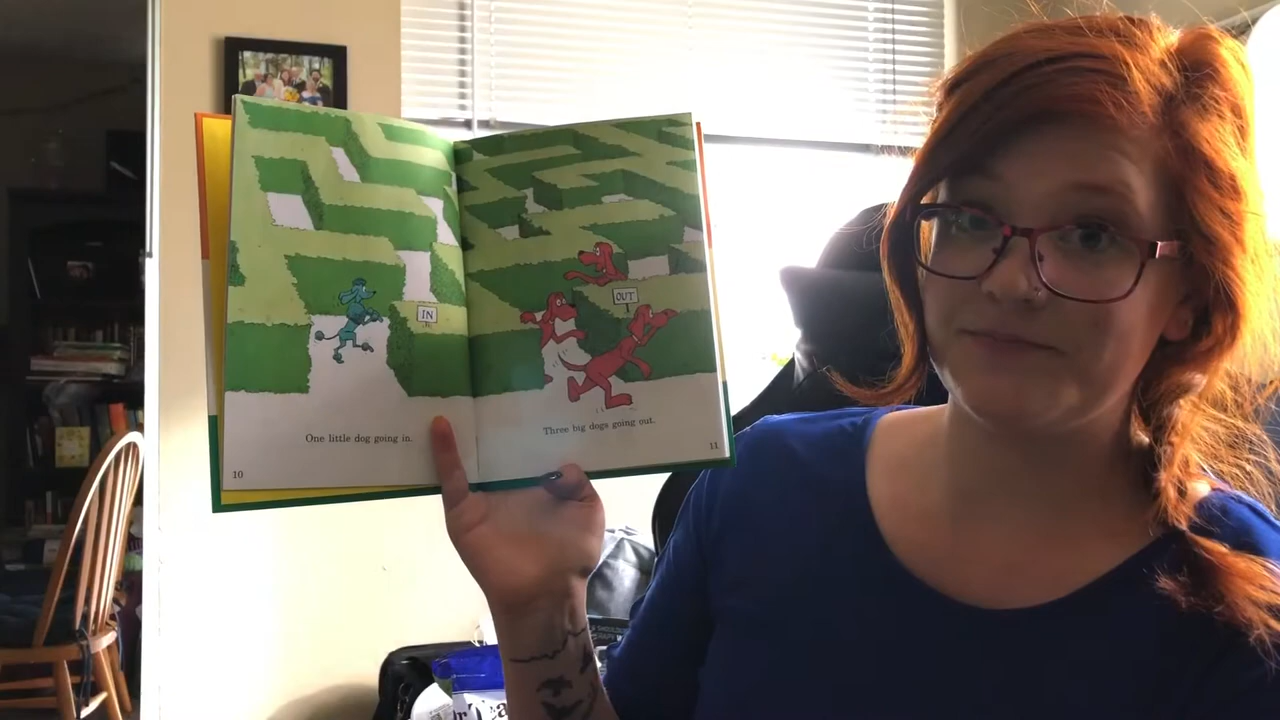 IN
OUT
One little dog going in.
Three big dogs going out.
10
11